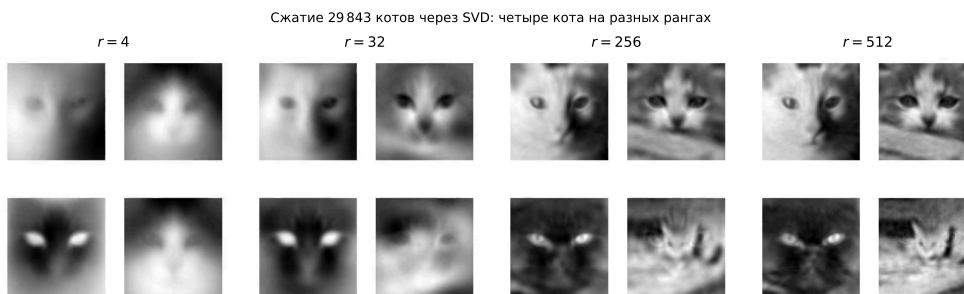 Сжатие 29 843 котов через SVD: четыре кота на разных рангах
r = 4
r = 32
r = 256
r = 512